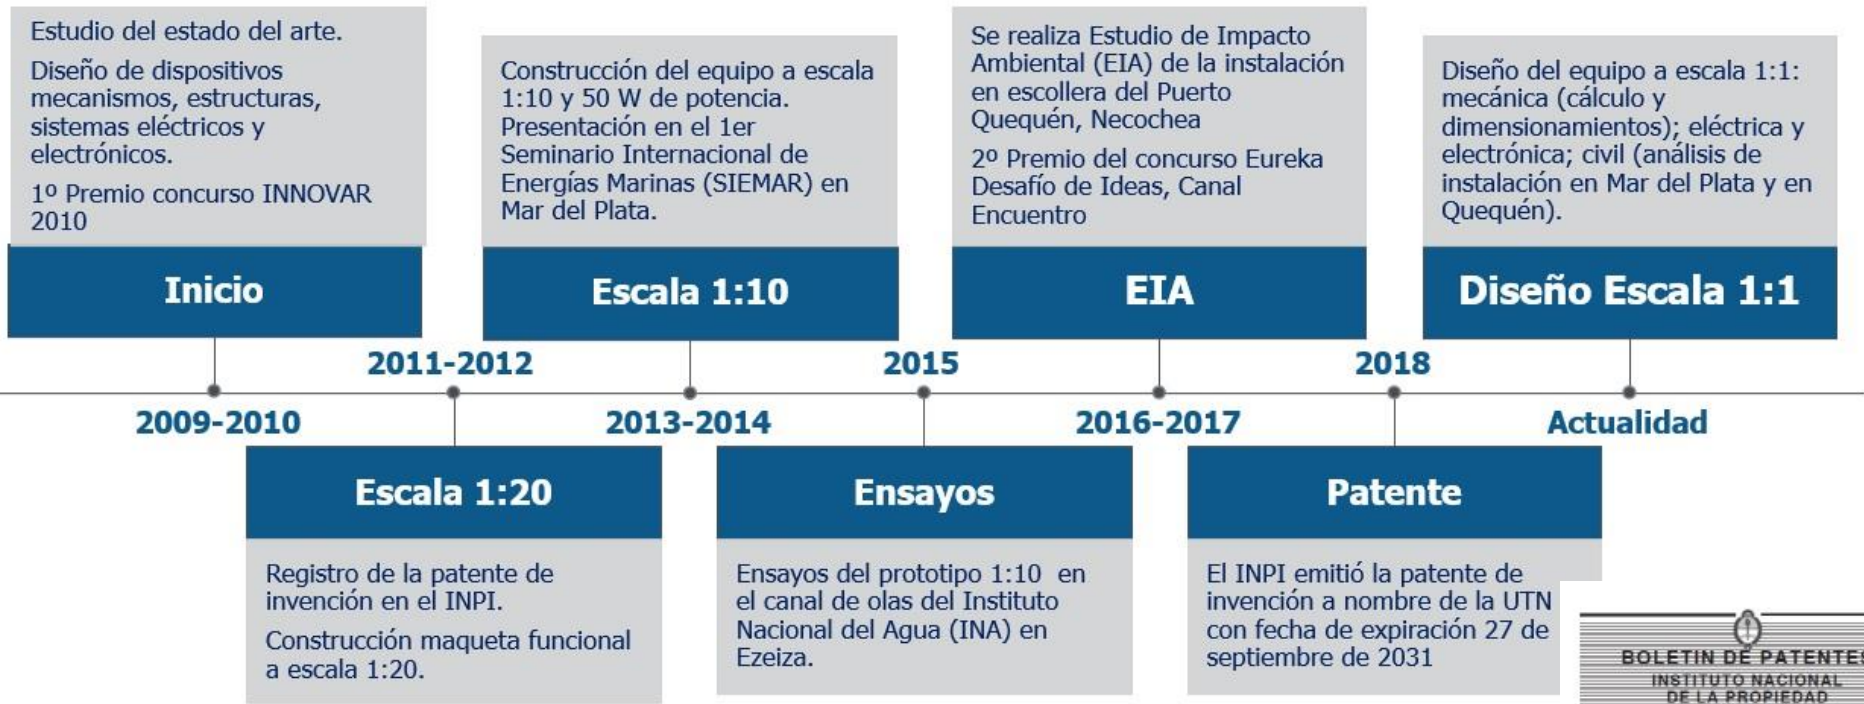 Estudio del estado del arte.
Diseño de dispositivos
mecanismos, estructuras,
sistemas eléctricos y
electrónicos.
1º Premio concurso INNOVAR
2010
Inicio
2009-2010
2011-2012
Escala 1:20
Registro de la patente de
invención en el INPI.
Construcción maqueta funcional
a escala 1:20.
Construcción del equipo a escala
1:10 y 50 W de potencia.
Presentación en el 1er
Seminario Internacional de
Energías Marinas (SIEMAR) en
Mar del Plata.
Escala 1:10
2013-2014
2015
Ensayos
Ensayos del prototipo 1:10 en
el canal de olas del Instituto
Nacional del Agua (INA) en
Ezeiza.
Se realiza Estudio de Impacto
Ambiental (EIA) de la instalación
en escollera del Puerto
Quequén, Necochea
2º Premio del concurso Eureka
Desafío de Ideas, Canal
Encuentro
EIA
2016-2017
2018
Patente
El INPI emitió la patente de
invención a nombre de la UTN
con fecha de expiración 27 de
septiembre de 2031
Diseño del equipo a escala 1:1:
mecánica (cálculo y
dimensionamientos); eléctrica y
electrónica; civil (análisis de
instalación en Mar del Plata y en
Quequén).
Diseño Escala 1:1
Actualidad
BOLETIN DE PATENTES
INSTITUTO NACIONAL
DE LA PROPIEDAD